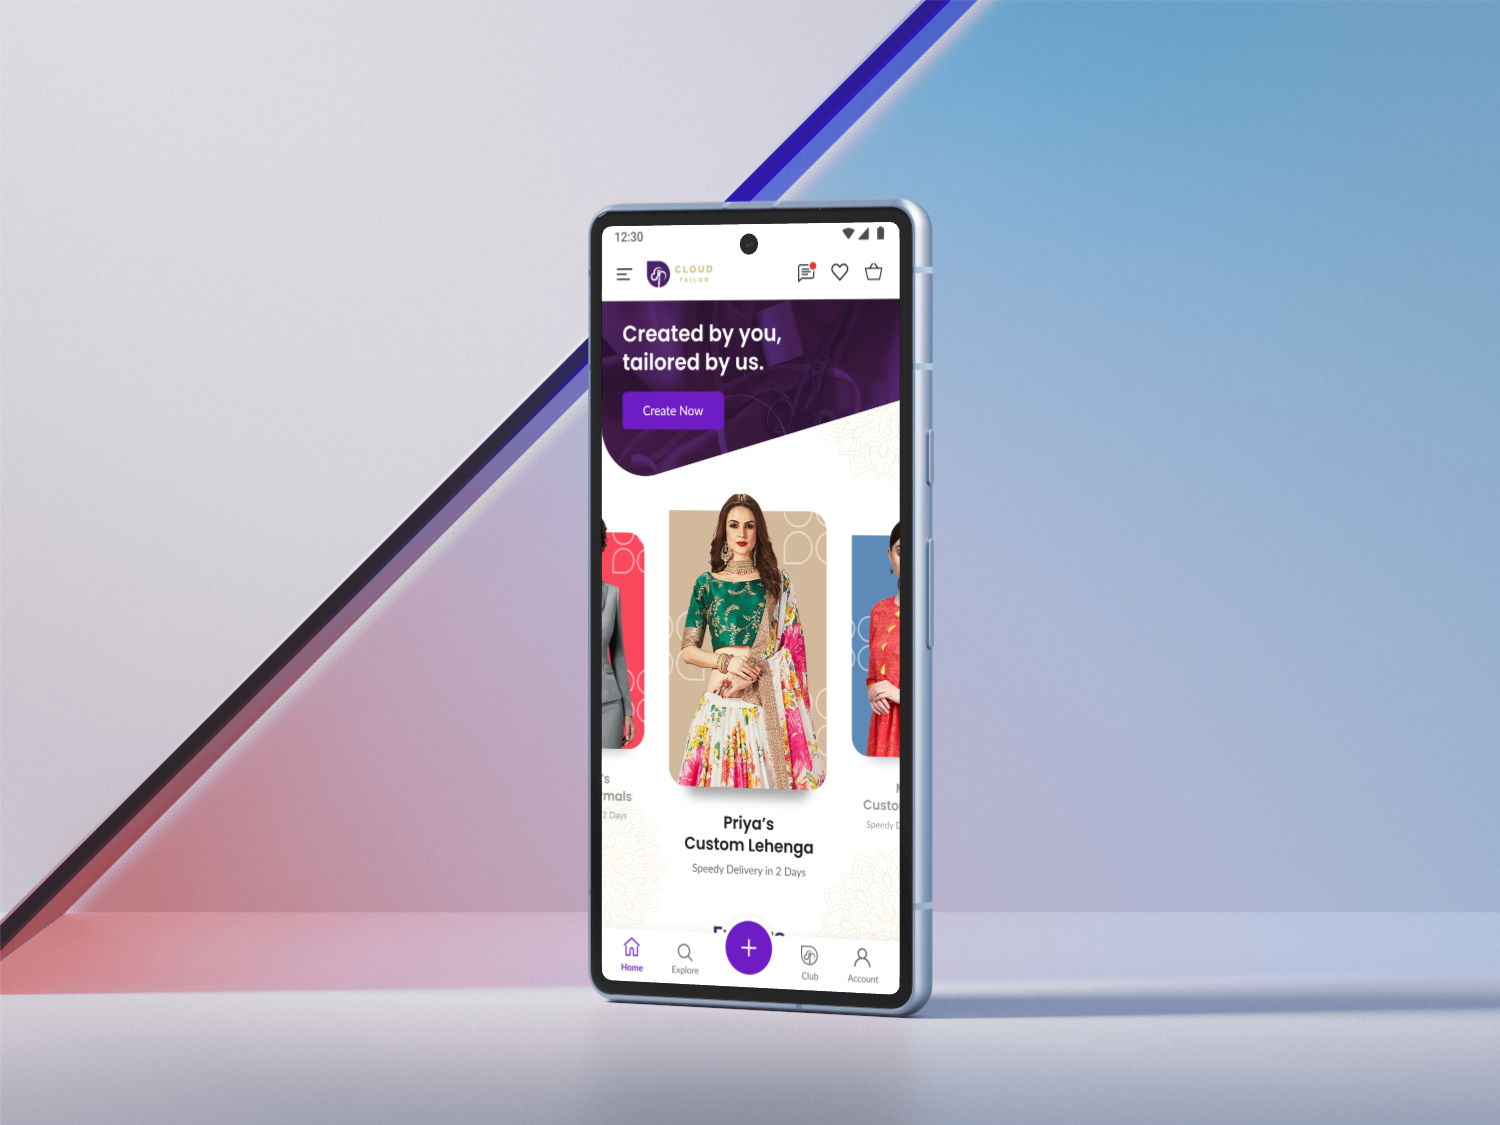 12:30
CLOUD
TAILOR
Created by you,
tailored by us.
Create Now
's
rmals
2 Days
Priya's
Custom Lehenga
Speedy Delivery in 2 Days
Custo
Speedy D
Home
Explore
Club
Account